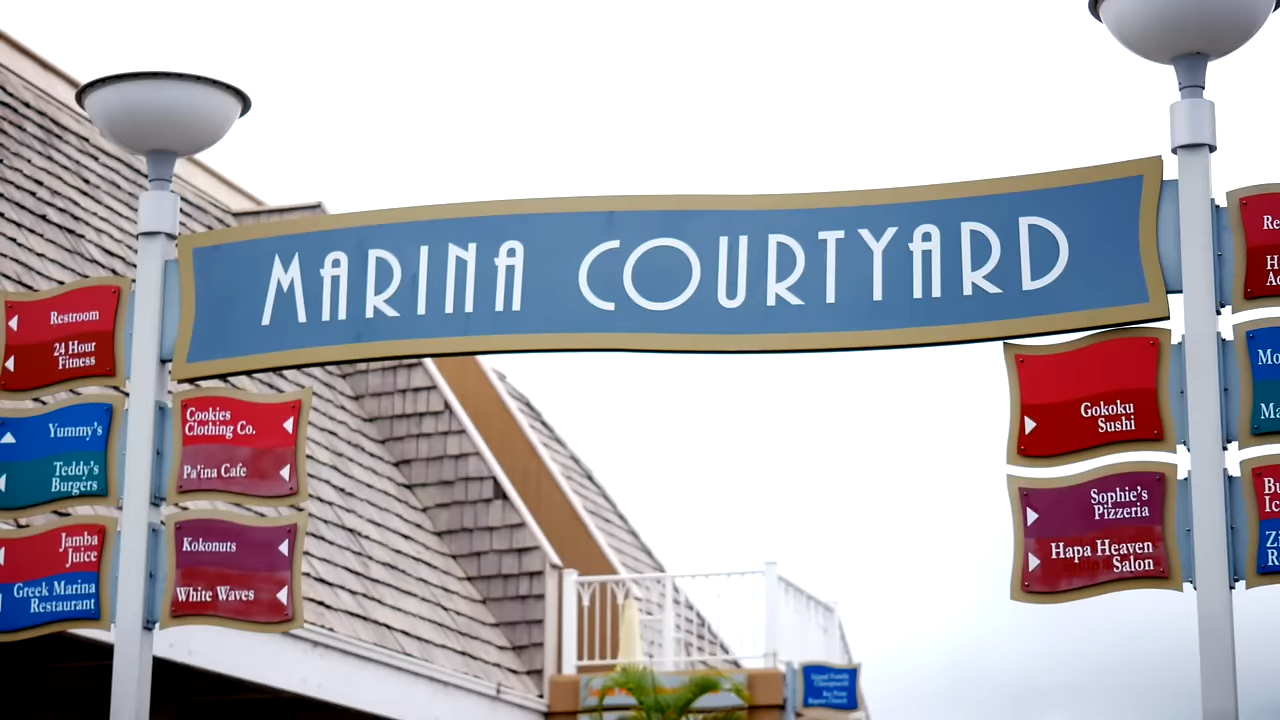 MARINA COURTYARD
Restroom
24 Hour
Fitness
Yummy's
Teddy's
Burgers
Jamba
Juice
Greek Marina
Restaurant
Cookies
Clothing Co.
Pa'ina Cafe
Kokonuts
White Waves
Gokoku
Sushi
Sophie's
Pizzeria
Hapa Heaven
Salon